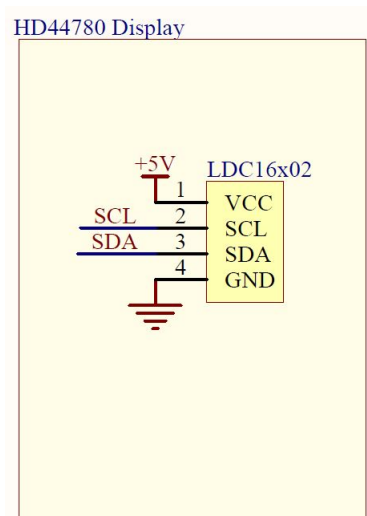 HD44780 Display
+5V
LDC16x02
1 VCC
SCL 2 SCL
SDA 3 SDA
4 GND